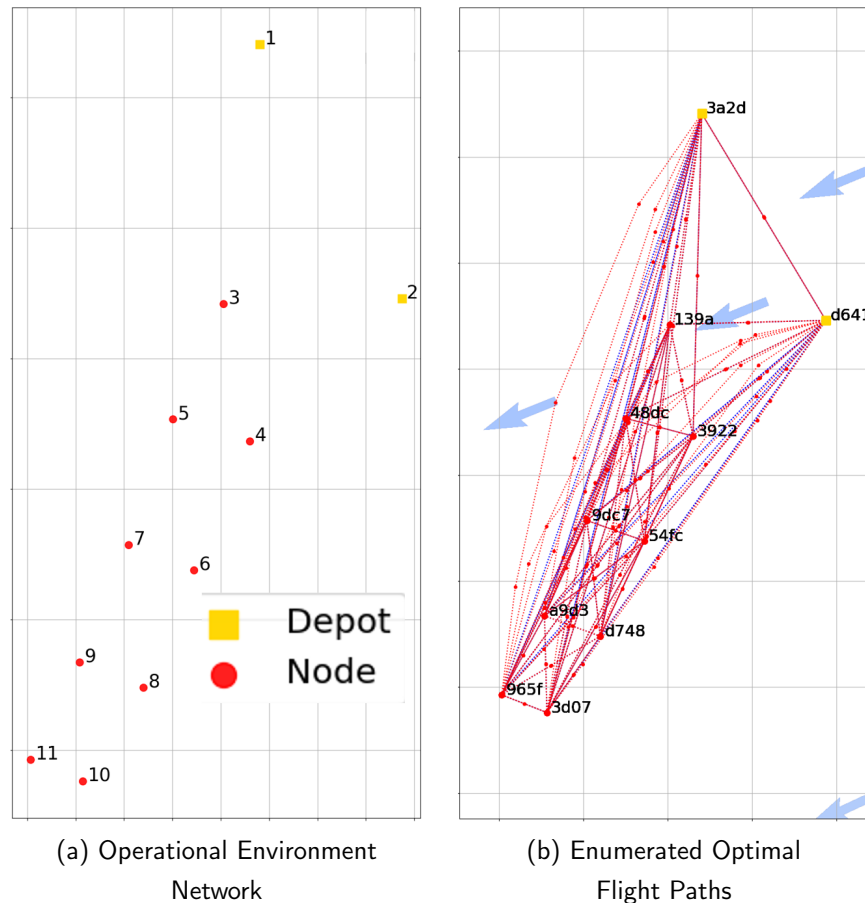 1
2
3
5
4
7
6
Depot
Node
9
8
11
10
3a2d
d641
139a
48dc
3922
9dc7
54fc
a9d3
d748
965f
3d07
(a) Operational Environment
Network
(b) Enumerated Optimal
Flight Paths